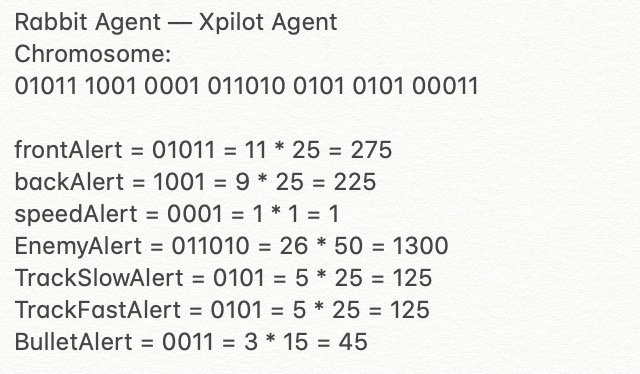 Rabbit Agent — Xpilot Agent
Chromosome:
01011 1001 0001 011010 0101 0101 00011
frontAlert = 01011 = 11 * 25 = 275
backAlert = 1001 = 9 * 25 = 225
speedAlert = 0001 = 1 * 1 = 1
EnemyAlert = 011010 = 26 * 50 = 1300
TrackSlowAlert = 0101 = 5 * 25 = 125
TrackFastAlert = 0101 = 5 * 25 = 125
BulletAlert = 0011 = 3 * 15 = 45